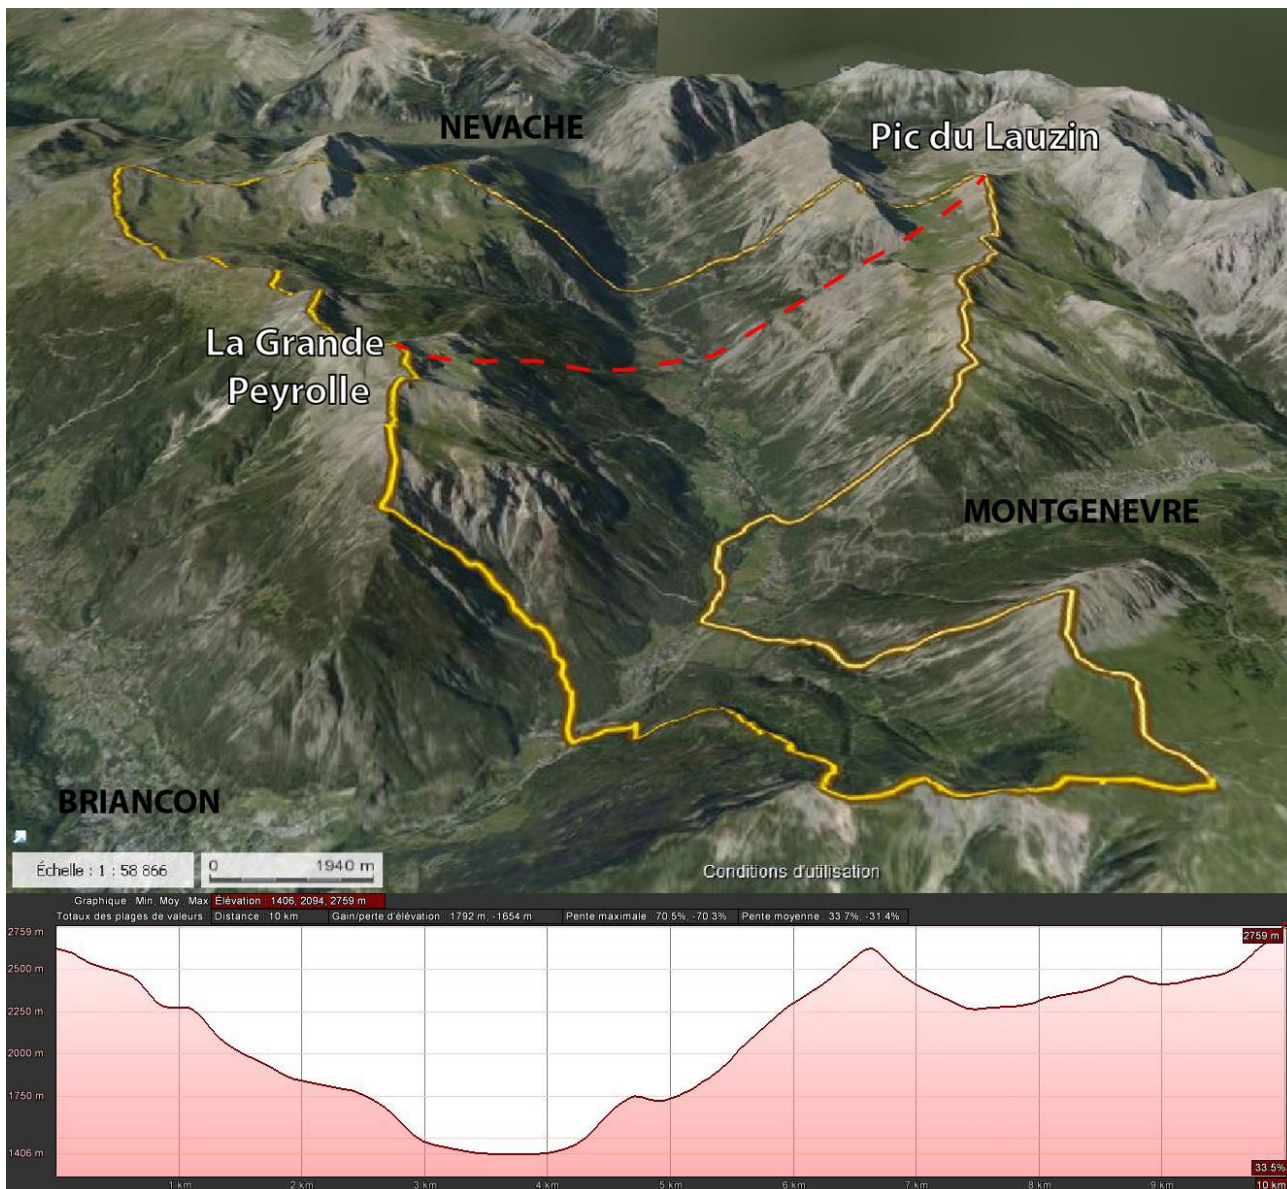 NEVACHE
Pic du Lauzin
La Grande
Peyrolle
MONTGENEVRE
BRIANCON
Échelle : 1 : 58 866
0 1940 m
Conditions d'utilisation
Graphique : Min, Moy, Max Élévation : 1406, 2094, 2759 m
Totaux des plages de valeurs : Distance : 10 km Gain/perte d'élévation : 1792 m, -1654 m Pente maximale : 70.5%, -70.3% Pente moyenne : 33.7%, -31.4%
2759 m
2759 m
2500 m
2250 m
2000 m
1750 m
1406 m
33.5%
1 km 2 km 3 km 4 km 5 km 6 km 7 km 8 km 9 km 10 km